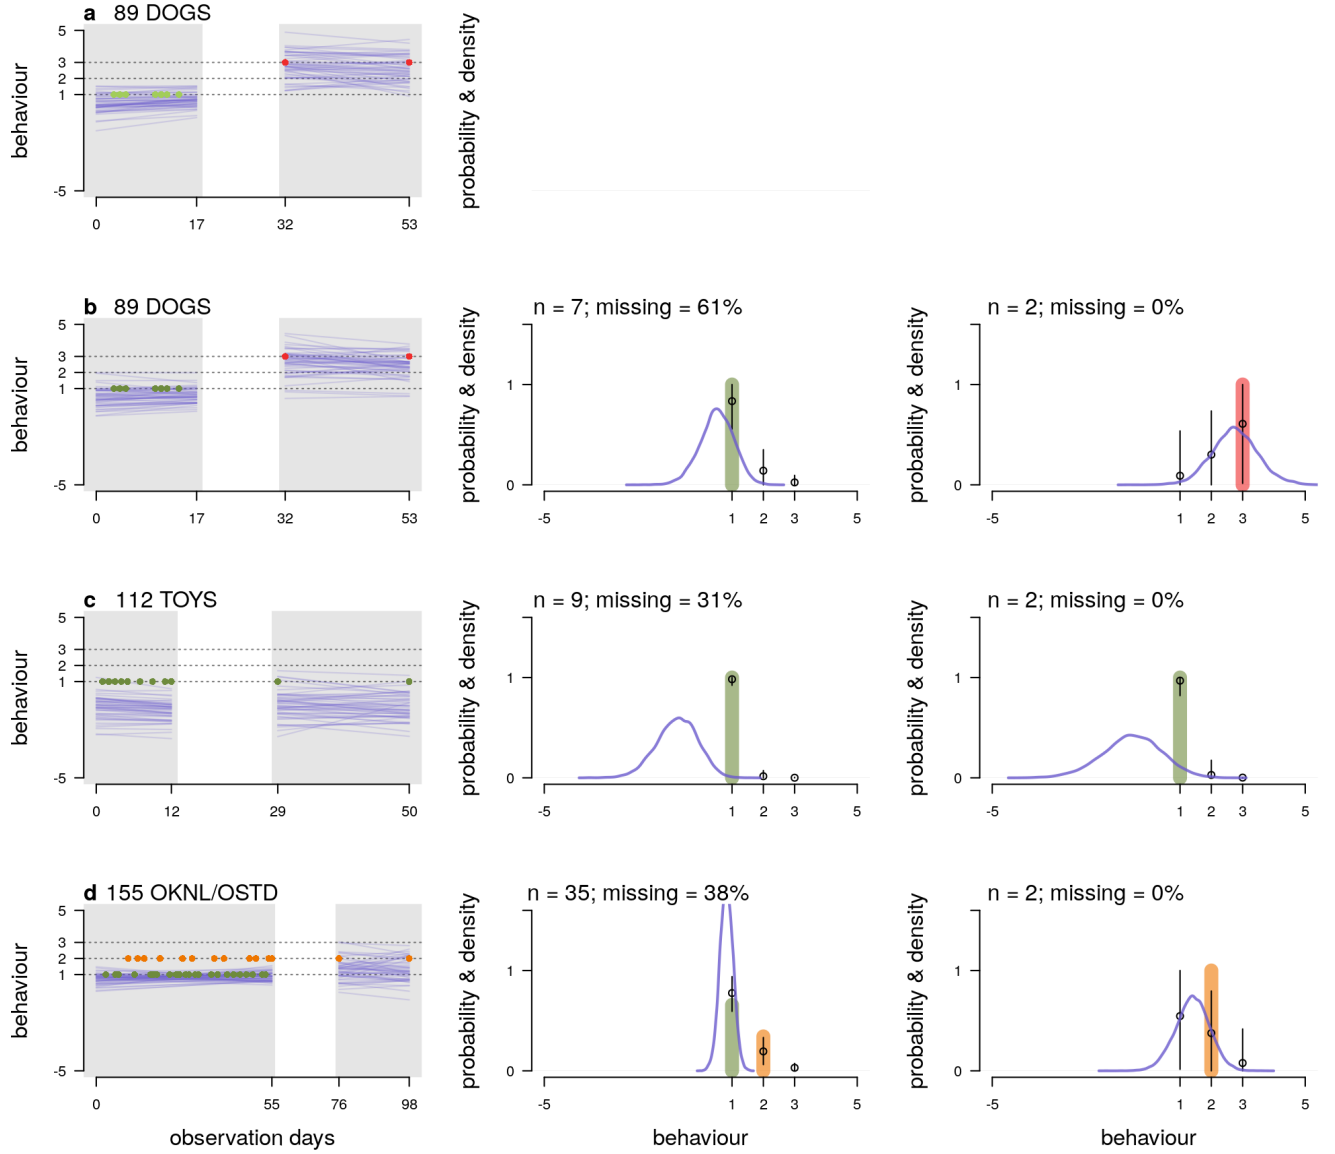 a 89 DOGS
behaviour
5
3
2
1
-5
0 17 32 53
probability & density
b 89 DOGS
behaviour
5
3
2
1
-5
0 17 32 53
n = 7; missing = 61%
probability & density
1
0
-5 1 2 3 5
n = 2; missing = 0%
probability & density
1
0
-5 1 2 3 5
c 112 TOYS
behaviour
5
3
2
1
-5
0 12 29 50
n = 9; missing = 31%
probability & density
1
0
-5 1 2 3 5
n = 2; missing = 0%
probability & density
1
0
-5 1 2 3 5
d 155 OKNL/OSTD
behaviour
5
3
2
1
-5
0 55 76 98
observation days
n = 35; missing = 38%
probability & density
1
0
-5 1 2 3 5
behaviour
n = 2; missing = 0%
probability & density
1
0
-5 1 2 3 5
behaviour